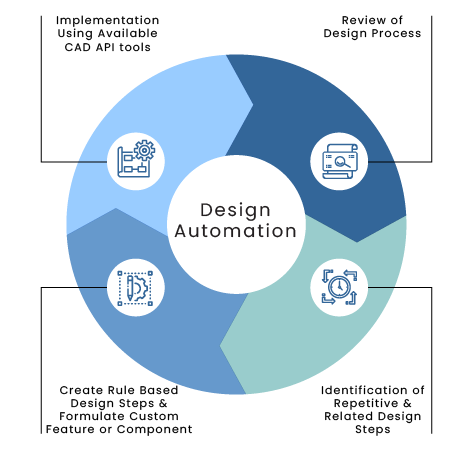 Implementation
Using Available
CAD API tools
Review of
Design Process
Design
Automation
Create Rule Based
Design Steps &
Formulate Custom
Feature or Component
Identification of
Repetitive &
Related Design
Steps